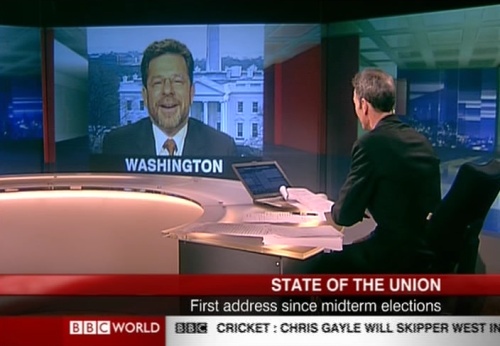 WASHINGTON
STATE OF THE UNION
First address since midterm elections
BBC WORLD
BBC CRICKET : CHRIS GAYLE WILL SKIPPER WEST IN